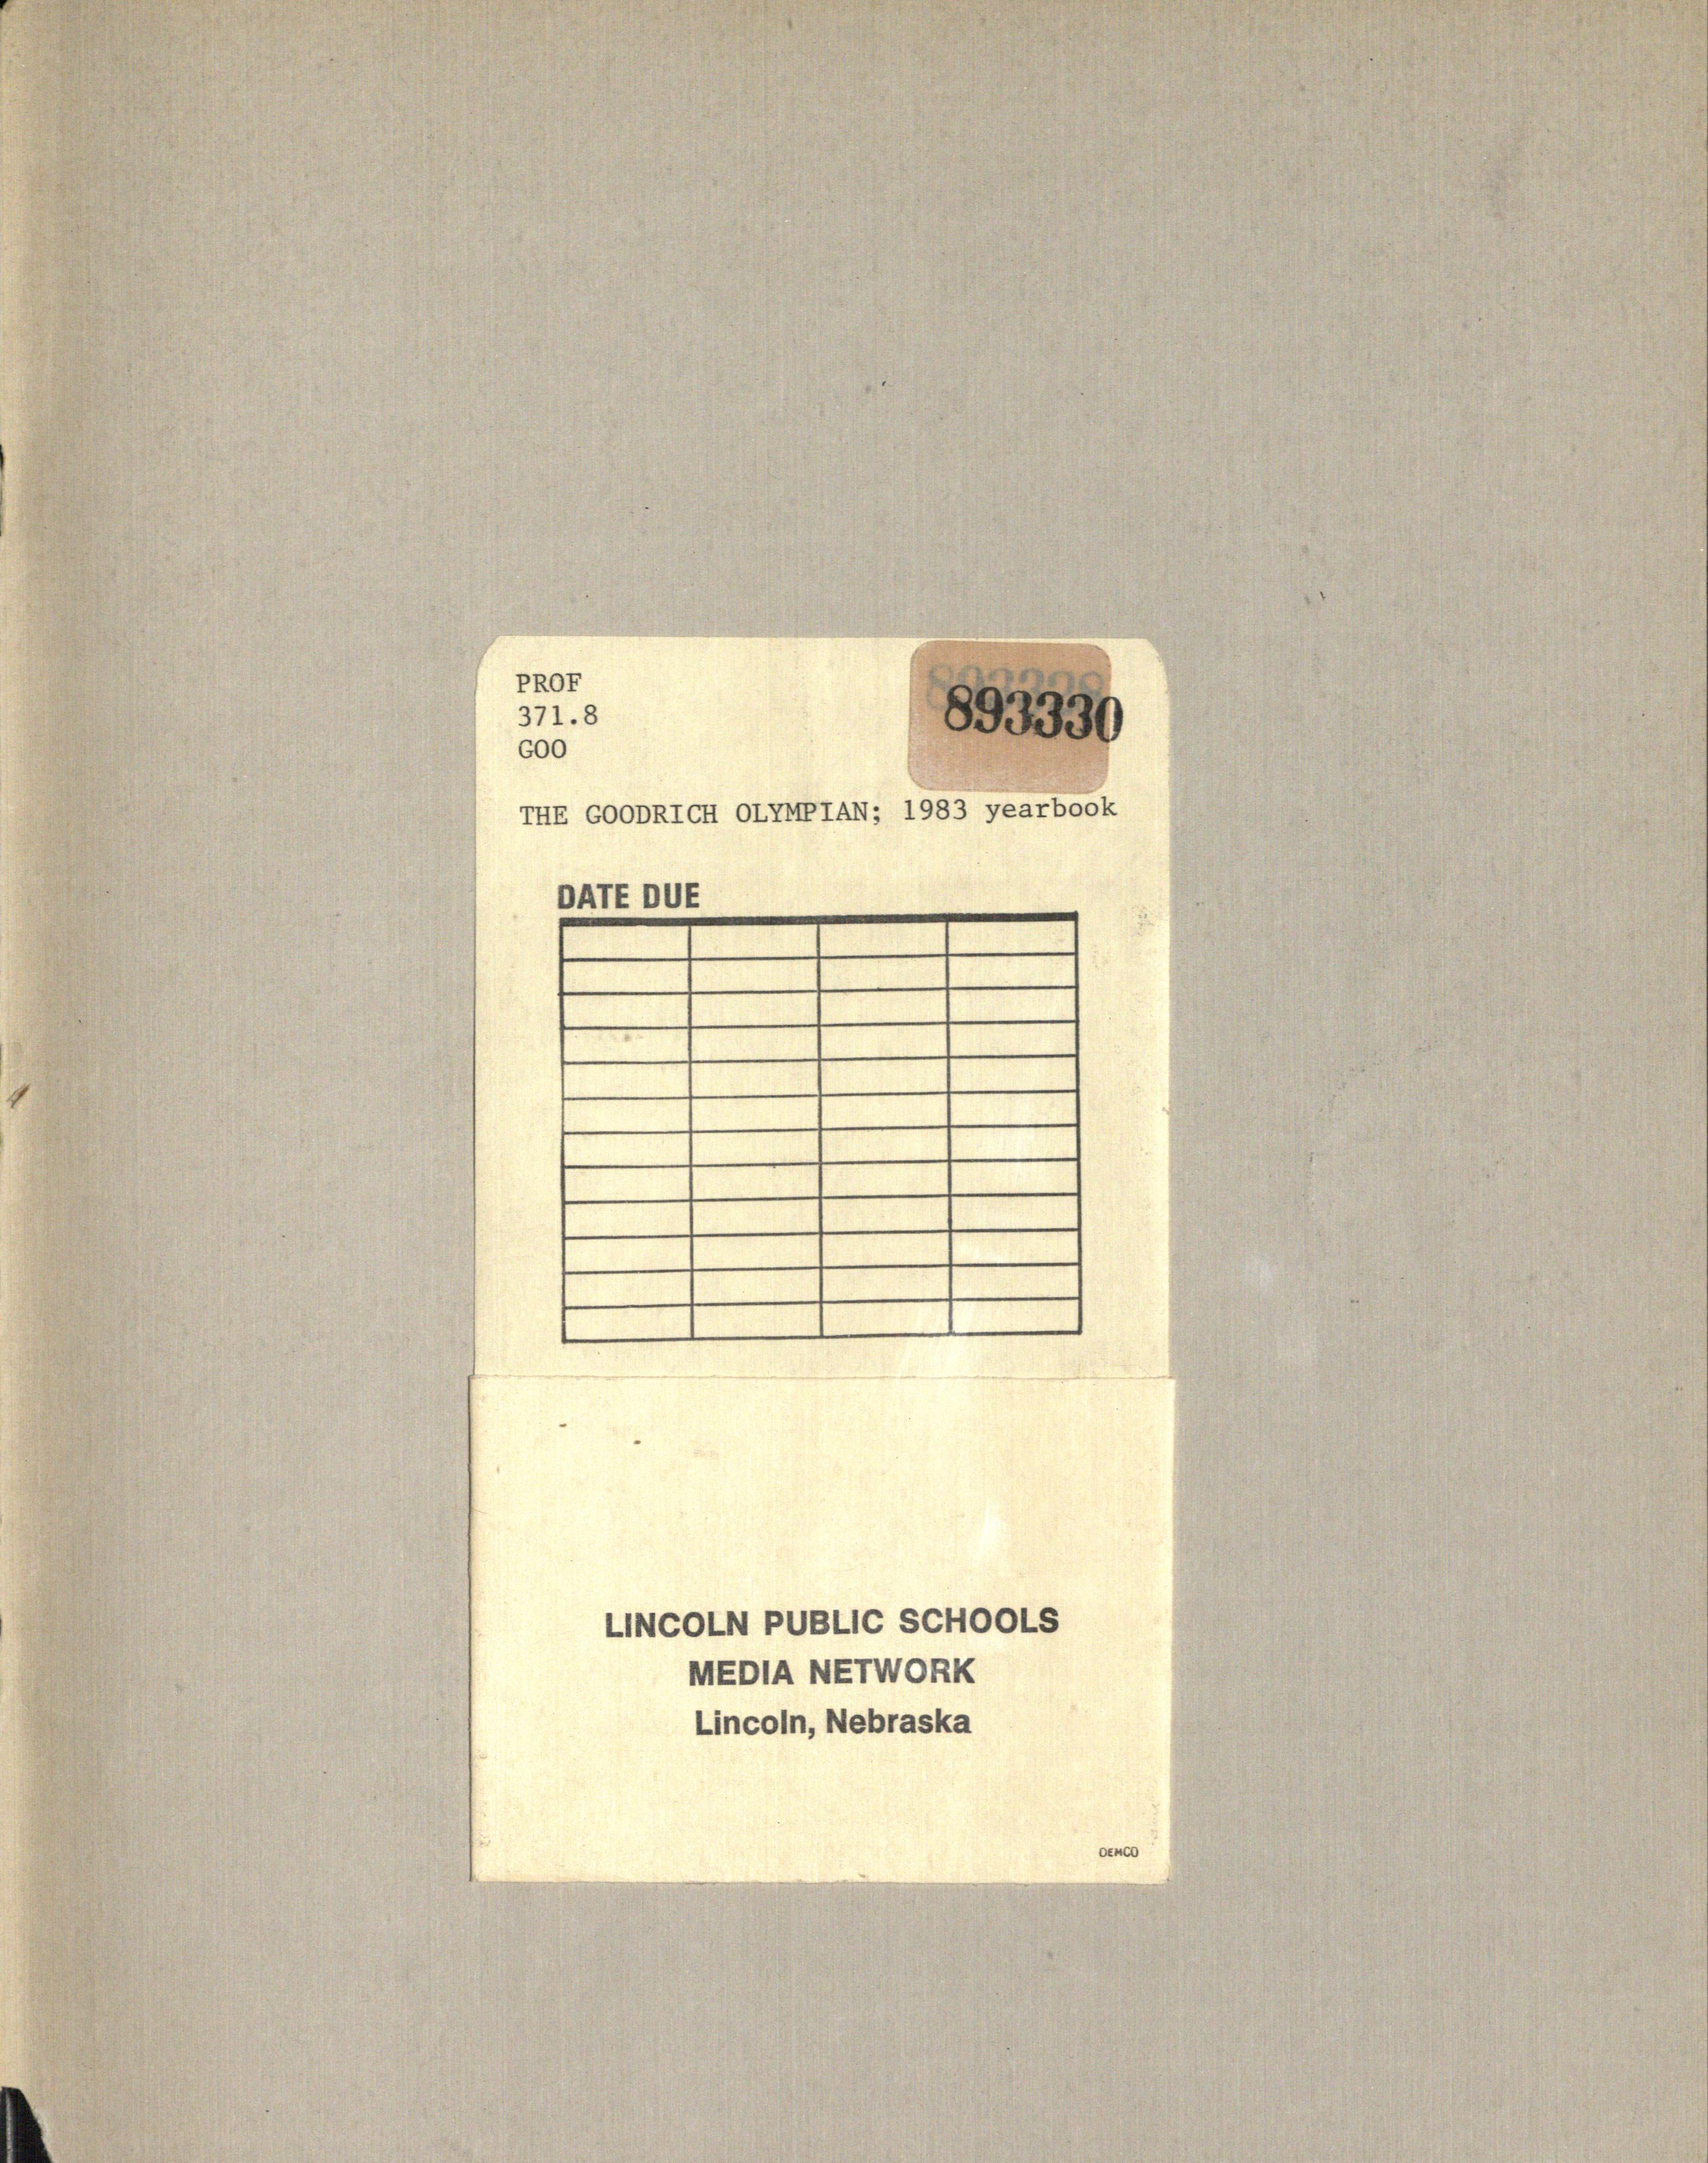 PROF
371.8
GOO
893330
THE GOODRICH OLYMPIAN; 1983 yearbook
DATE DUE
LINCOLN PUBLIC SCHOOLS
MEDIA NETWORK
Lincoln, Nebraska
DEMCO